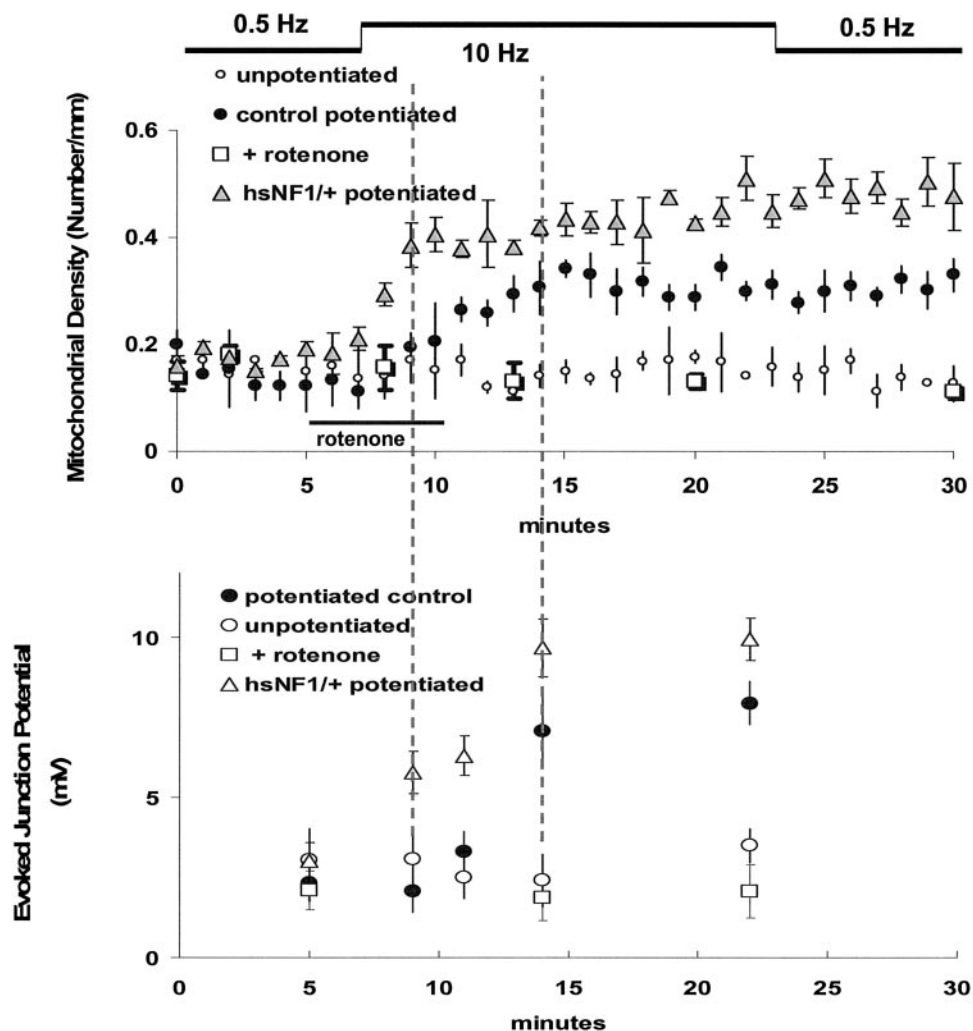 0.5 Hz
10 Hz
0.5 Hz
unpotentiated
control potentiated
+ rotenone
hsNF1/+ potentiated
Mitochondrial Density (Number/mm)
0.6
0.4
0.2
0
rotenone
0 5 10 15 20 25 30
minutes
potentiated control
unpotentiated
+ rotenone
hsNF1/+ potentiated
Evoked Junction Potential
(mV)
10
5
0
0 5 10 15 20 25 30
minutes